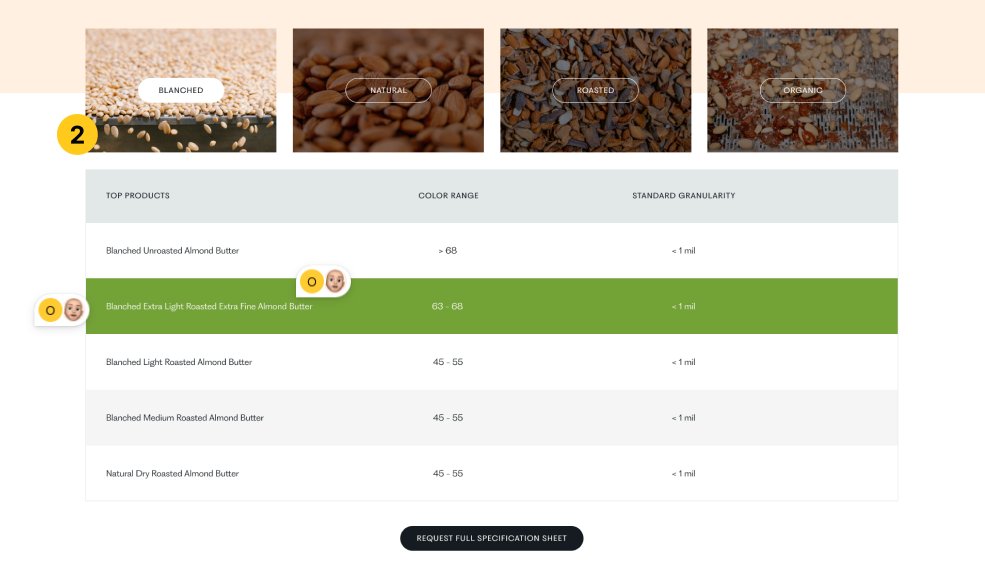 BLANCHED
NATURAL
ROASTED
ORGANIC
2
TOP PRODUCTS COLOR RANGE STANDARD GRANULARITY
Blanched Unroasted Almond Butter > 68 < 1 mil
O
O
Blanched Extra Light Roasted Extra Fine Almond Butter 63 - 68 < 1 mil
Blanched Light Roasted Almond Butter 45 - 55 < 1 mil
Blanched Medium Roasted Almond Butter 45 - 55 < 1 mil
Natural Dry Roasted Almond Butter 45 - 55 < 1 mil
REQUEST FULL SPECIFICATION SHEET